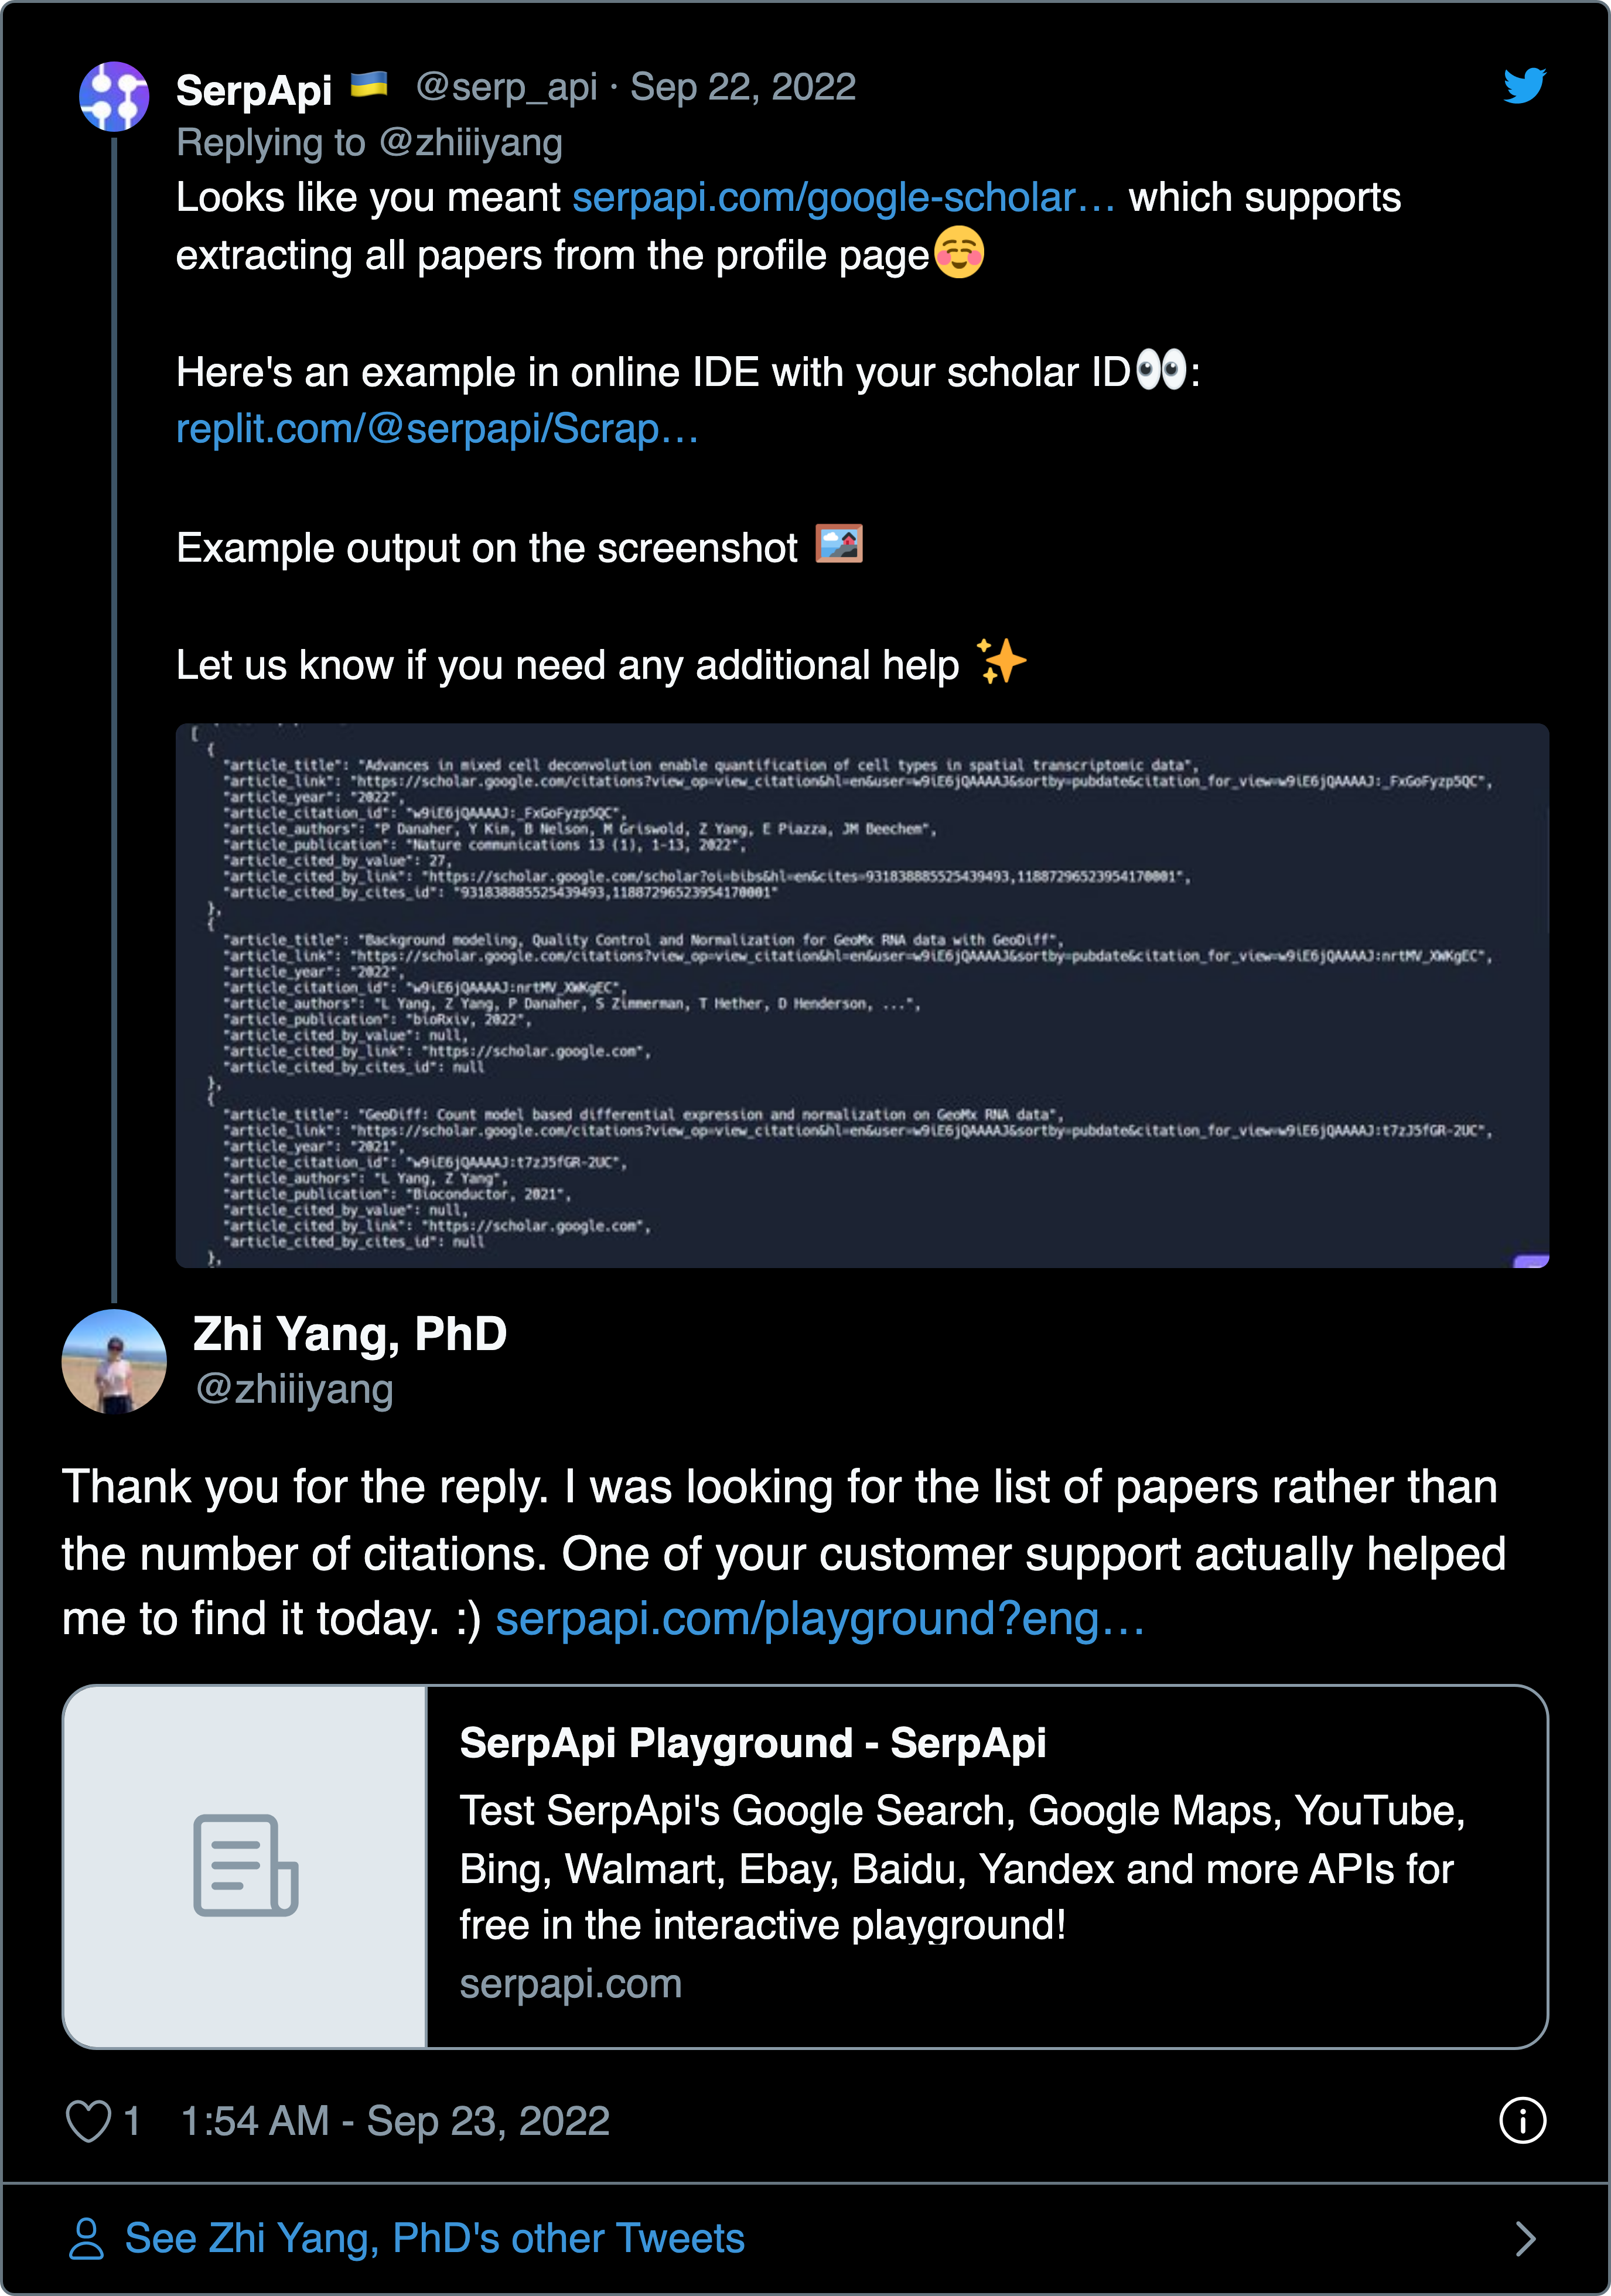 SerpApi 🇺🇦 @serp_api · Sep 22, 2022
Replying to @zhiiiyang
Looks like you meant serpapi.com/google-scholar… which supports
extracting all papers from the profile page☺️
Here's an example in online IDE with your scholar ID👀:
replit.com/@serpapi/Scrap…
Example output on the screenshot 🖼️
Let us know if you need any additional help ✨
[
{
"article_title": "Advances in mixed cell deconvolution enable quantification of cell types in spatial transcriptomic data",
"article_link": "https://scholar.google.com/citations?view_op=view_citation&hl=en&user=w9iE6jQAAAAJ&sortby=pubdate&citation_for_view=w9iE6jQAAAAJ:_FxGoFyzp5QC",
"article_year": "2022",
"article_citation_id": "w9iE6jQAAAAJ:_FxGoFyzp5QC",
"article_authors": "P Danaher, Y Kim, B Nelson, M Griswold, Z Yang, E Piazza, JM Beechem",
"article_publication": "Nature communications 13 (1), 1-13, 2022",
"article_cited_by_value": 27,
"article_cited_by_link": "https://scholar.google.com/scholar?oi=bibs&hl=en&cites=931838885525439493,11887296523954170001",
"article_cited_by_cites_id": "931838885525439493,11887296523954170001"
},
{
"article_title": "Background modeling, Quality Control and Normalization for GeoMx RNA data with GeoDiff",
"article_link": "https://scholar.google.com/citations?view_op=view_citation&hl=en&user=w9iE6jQAAAAJ&sortby=pubdate&citation_for_view=w9iE6jQAAAAJ:nrtMV_XWKgEC",
"article_year": "2022",
"article_citation_id": "w9iE6jQAAAAJ:nrtMV_XWKgEC",
"article_authors": "L Yang, Z Yang, P Danaher, S Zimmerman, T Hether, D Henderson, ...",
"article_publication": "bioRxiv, 2022",
"article_cited_by_value": null,
"article_cited_by_link": "https://scholar.google.com",
"article_cited_by_cites_id": null
},
{
"article_title": "GeoDiff: Count model based differential expression and normalization on GeoMx RNA data",
"article_link": "https://scholar.google.com/citations?view_op=view_citation&hl=en&user=w9iE6jQAAAAJ&sortby=pubdate&citation_for_view=w9iE6jQAAAAJ:t7zJ5fGR-2UC",
"article_year": "2021",
"article_citation_id": "w9iE6jQAAAAJ:t7zJ5fGR-2UC",
"article_authors": "L Yang, Z Yang",
"article_publication": "Bioconductor, 2021",
"article_cited_by_value": null,
"article_cited_by_link": "https://scholar.google.com",
"article_cited_by_cites_id": null
},
Zhi Yang, PhD
@zhiiiyang
Thank you for the reply. I was looking for the list of papers rather than
the number of citations. One of your customer support actually helped
me to find it today. :) serpapi.com/playground?eng…
SerpApi Playground - SerpApi
Test SerpApi's Google Search, Google Maps, YouTube,
Bing, Walmart, Ebay, Baidu, Yandex and more APIs for
free in the interactive playground!
serpapi.com
1 1:54 AM - Sep 23, 2022
See Zhi Yang, PhD's other Tweets